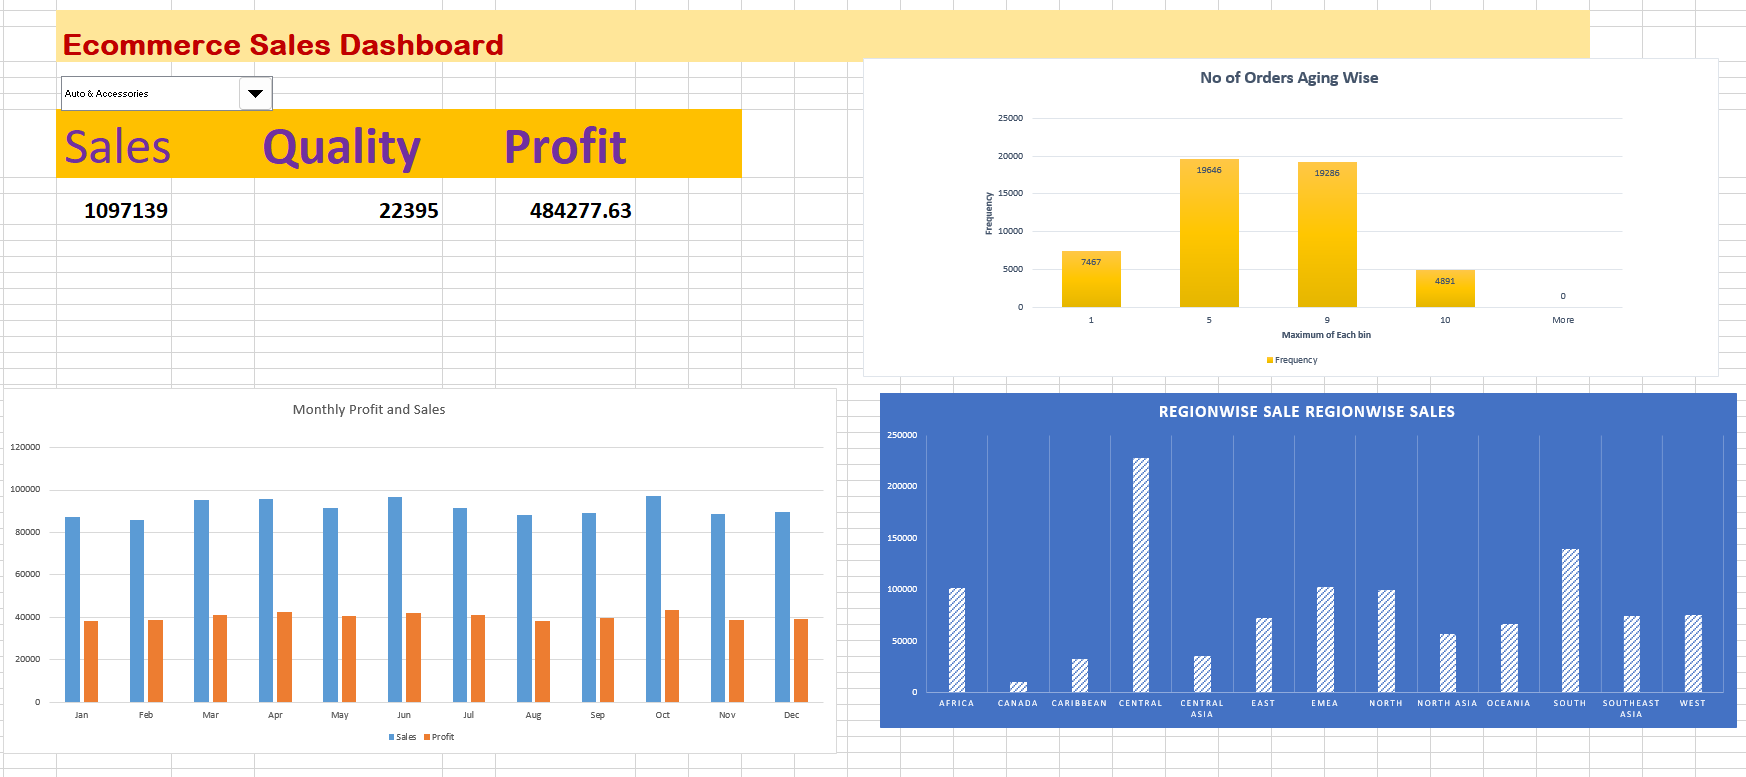 Ecommerce Sales Dashboard
Auto & Accessories
Sales Quality Profit
1097139 22395 484277.63
No of Orders Aging Wise
25000
20000
15000
10000
5000
0
Frequency
7467
19646
19286
4891
0
1 5 9 10 More
Maximum of Each bin
Frequency
Monthly Profit and Sales
120000
100000
80000
60000
40000
20000
0
Jan Feb Mar Apr May Jun Jul Aug Sep Oct Nov Dec
Sales Profit
REGIONWISE SALE REGIONWISE SALES
250000
200000
150000
100000
50000
0
AFRICA CANADA CARIBBEAN CENTRAL CENTRAL ASIA EAST EMEA NORTH NORTH ASIA OCEANIA SOUTH SOUTHEAST ASIA WEST